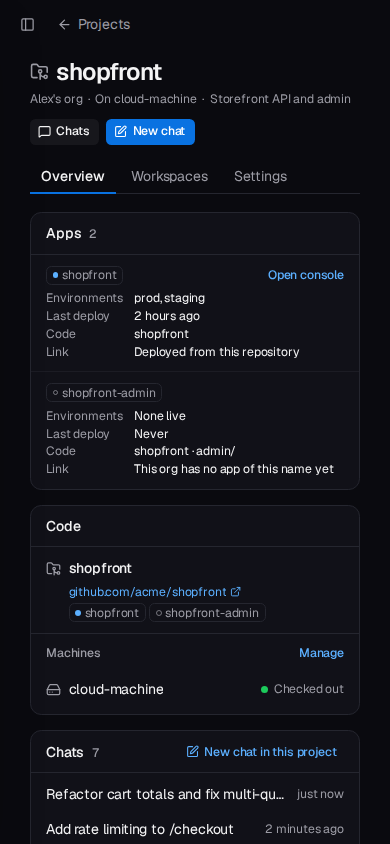 Projects
shopfront
Alex's org · On cloud-machine · Storefront API and admin
Chats
New chat
Overview
Workspaces
Settings
Apps 2
shopfront
Open console
Environments prod, staging
Last deploy 2 hours ago
Code shopfront
Link Deployed from this repository
shopfront-admin
Environments None live
Last deploy Never
Code shopfront · admin/
Link This org has no app of this name yet
Code
shopfront
github.com/acme/shopfront
shopfront shopfront-admin
Machines Manage
cloud-machine Checked out
Chats 7 New chat in this project
Refactor cart totals and fix multi-qu... just now
Add rate limiting to /checkout 2 minutes ago